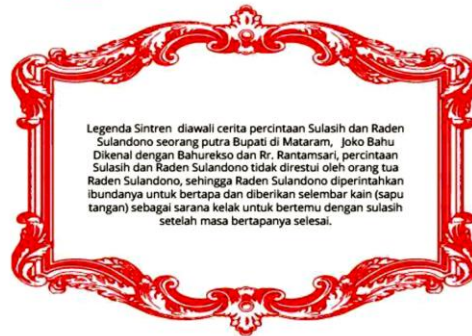 Legenda Sintren diawali cerita percintaan Sulasih dan Raden
Sulandono seorang putra Bupati di Mataram, Joko Bahu
Dikenal dengan Bahurekso dan Rr. Rantamsari, percintaan
Sulasih dan Raden Sulandono tidak direstui oleh orang tua
Raden Sulandono, sehingga Raden Sulandono diperintahkan
ibundanya untuk bertapa dan diberikan selembar kain (sapu
tangan) sebagai sarana kelak untuk bertemu dengan sulasih
setelah masa bertapanya selesai.